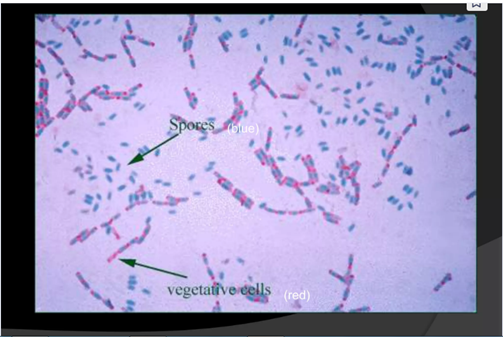 Spores (blue)
vegetative cells (red)